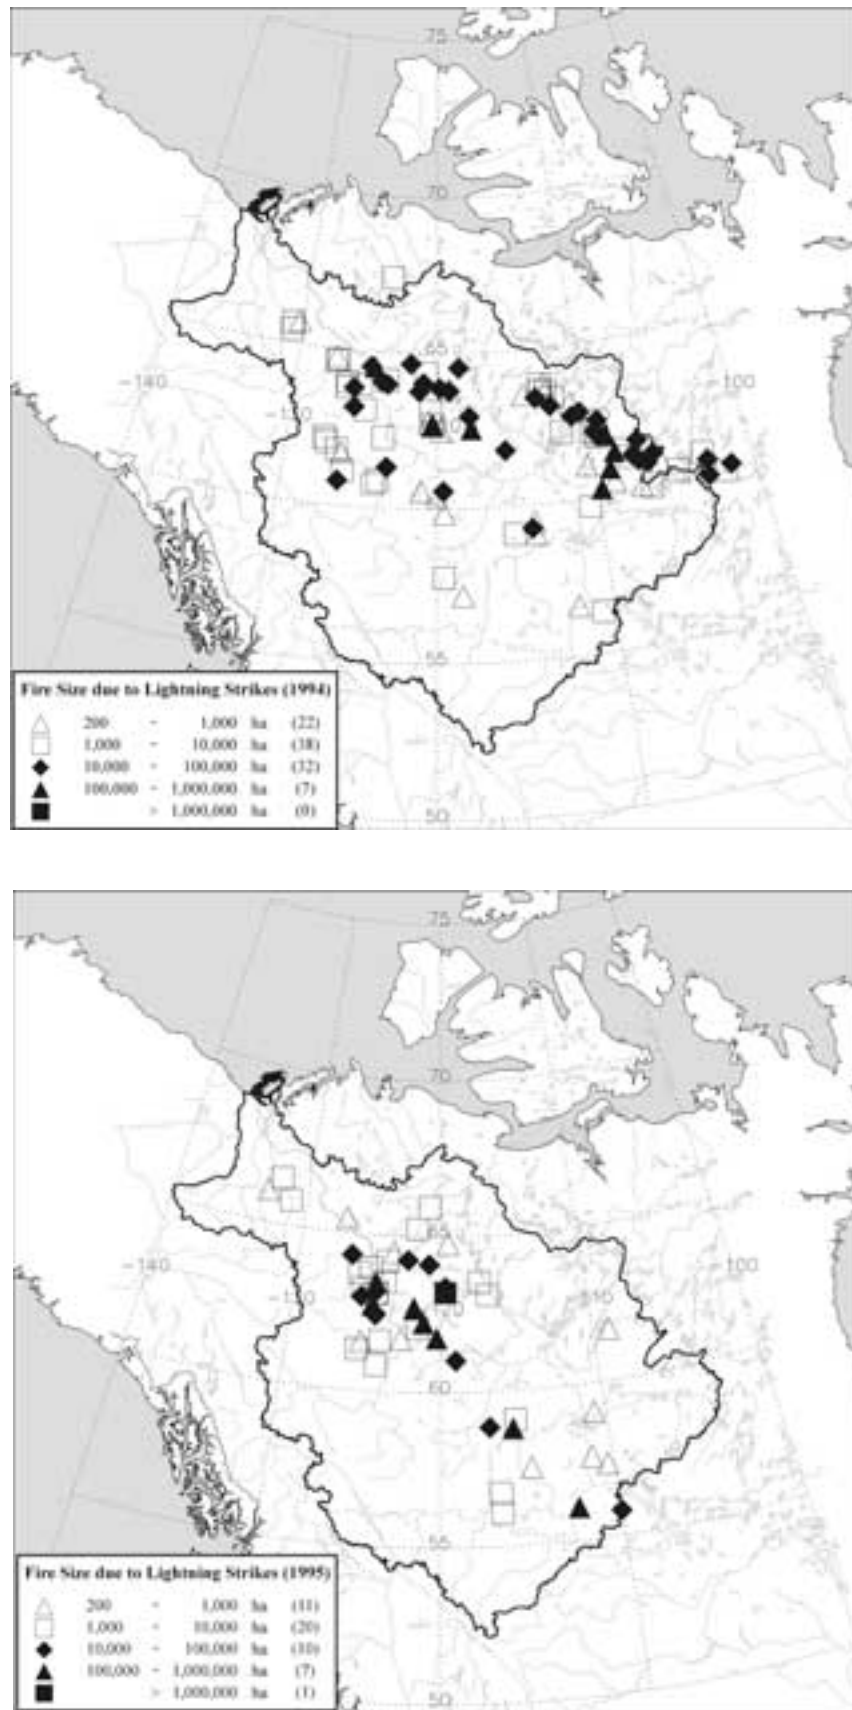 75
70
65
-140
-100
60
55
50
Fire Size due to Lightning Strikes (1994)
200 - 1,000 ha (22)
1,000 - 10,000 ha (38)
10,000 - 100,000 ha (32)
100,000 - 1,000,000 ha (7)
> 1,000,000 ha (0)
75
70
65
-140
-100
60
55
50
Fire Size due to Lightning Strikes (1995)
200 - 1,000 ha (11)
1,000 - 10,000 ha (20)
10,000 - 100,000 ha (10)
100,000 - 1,000,000 ha (7)
> 1,000,000 ha (1)